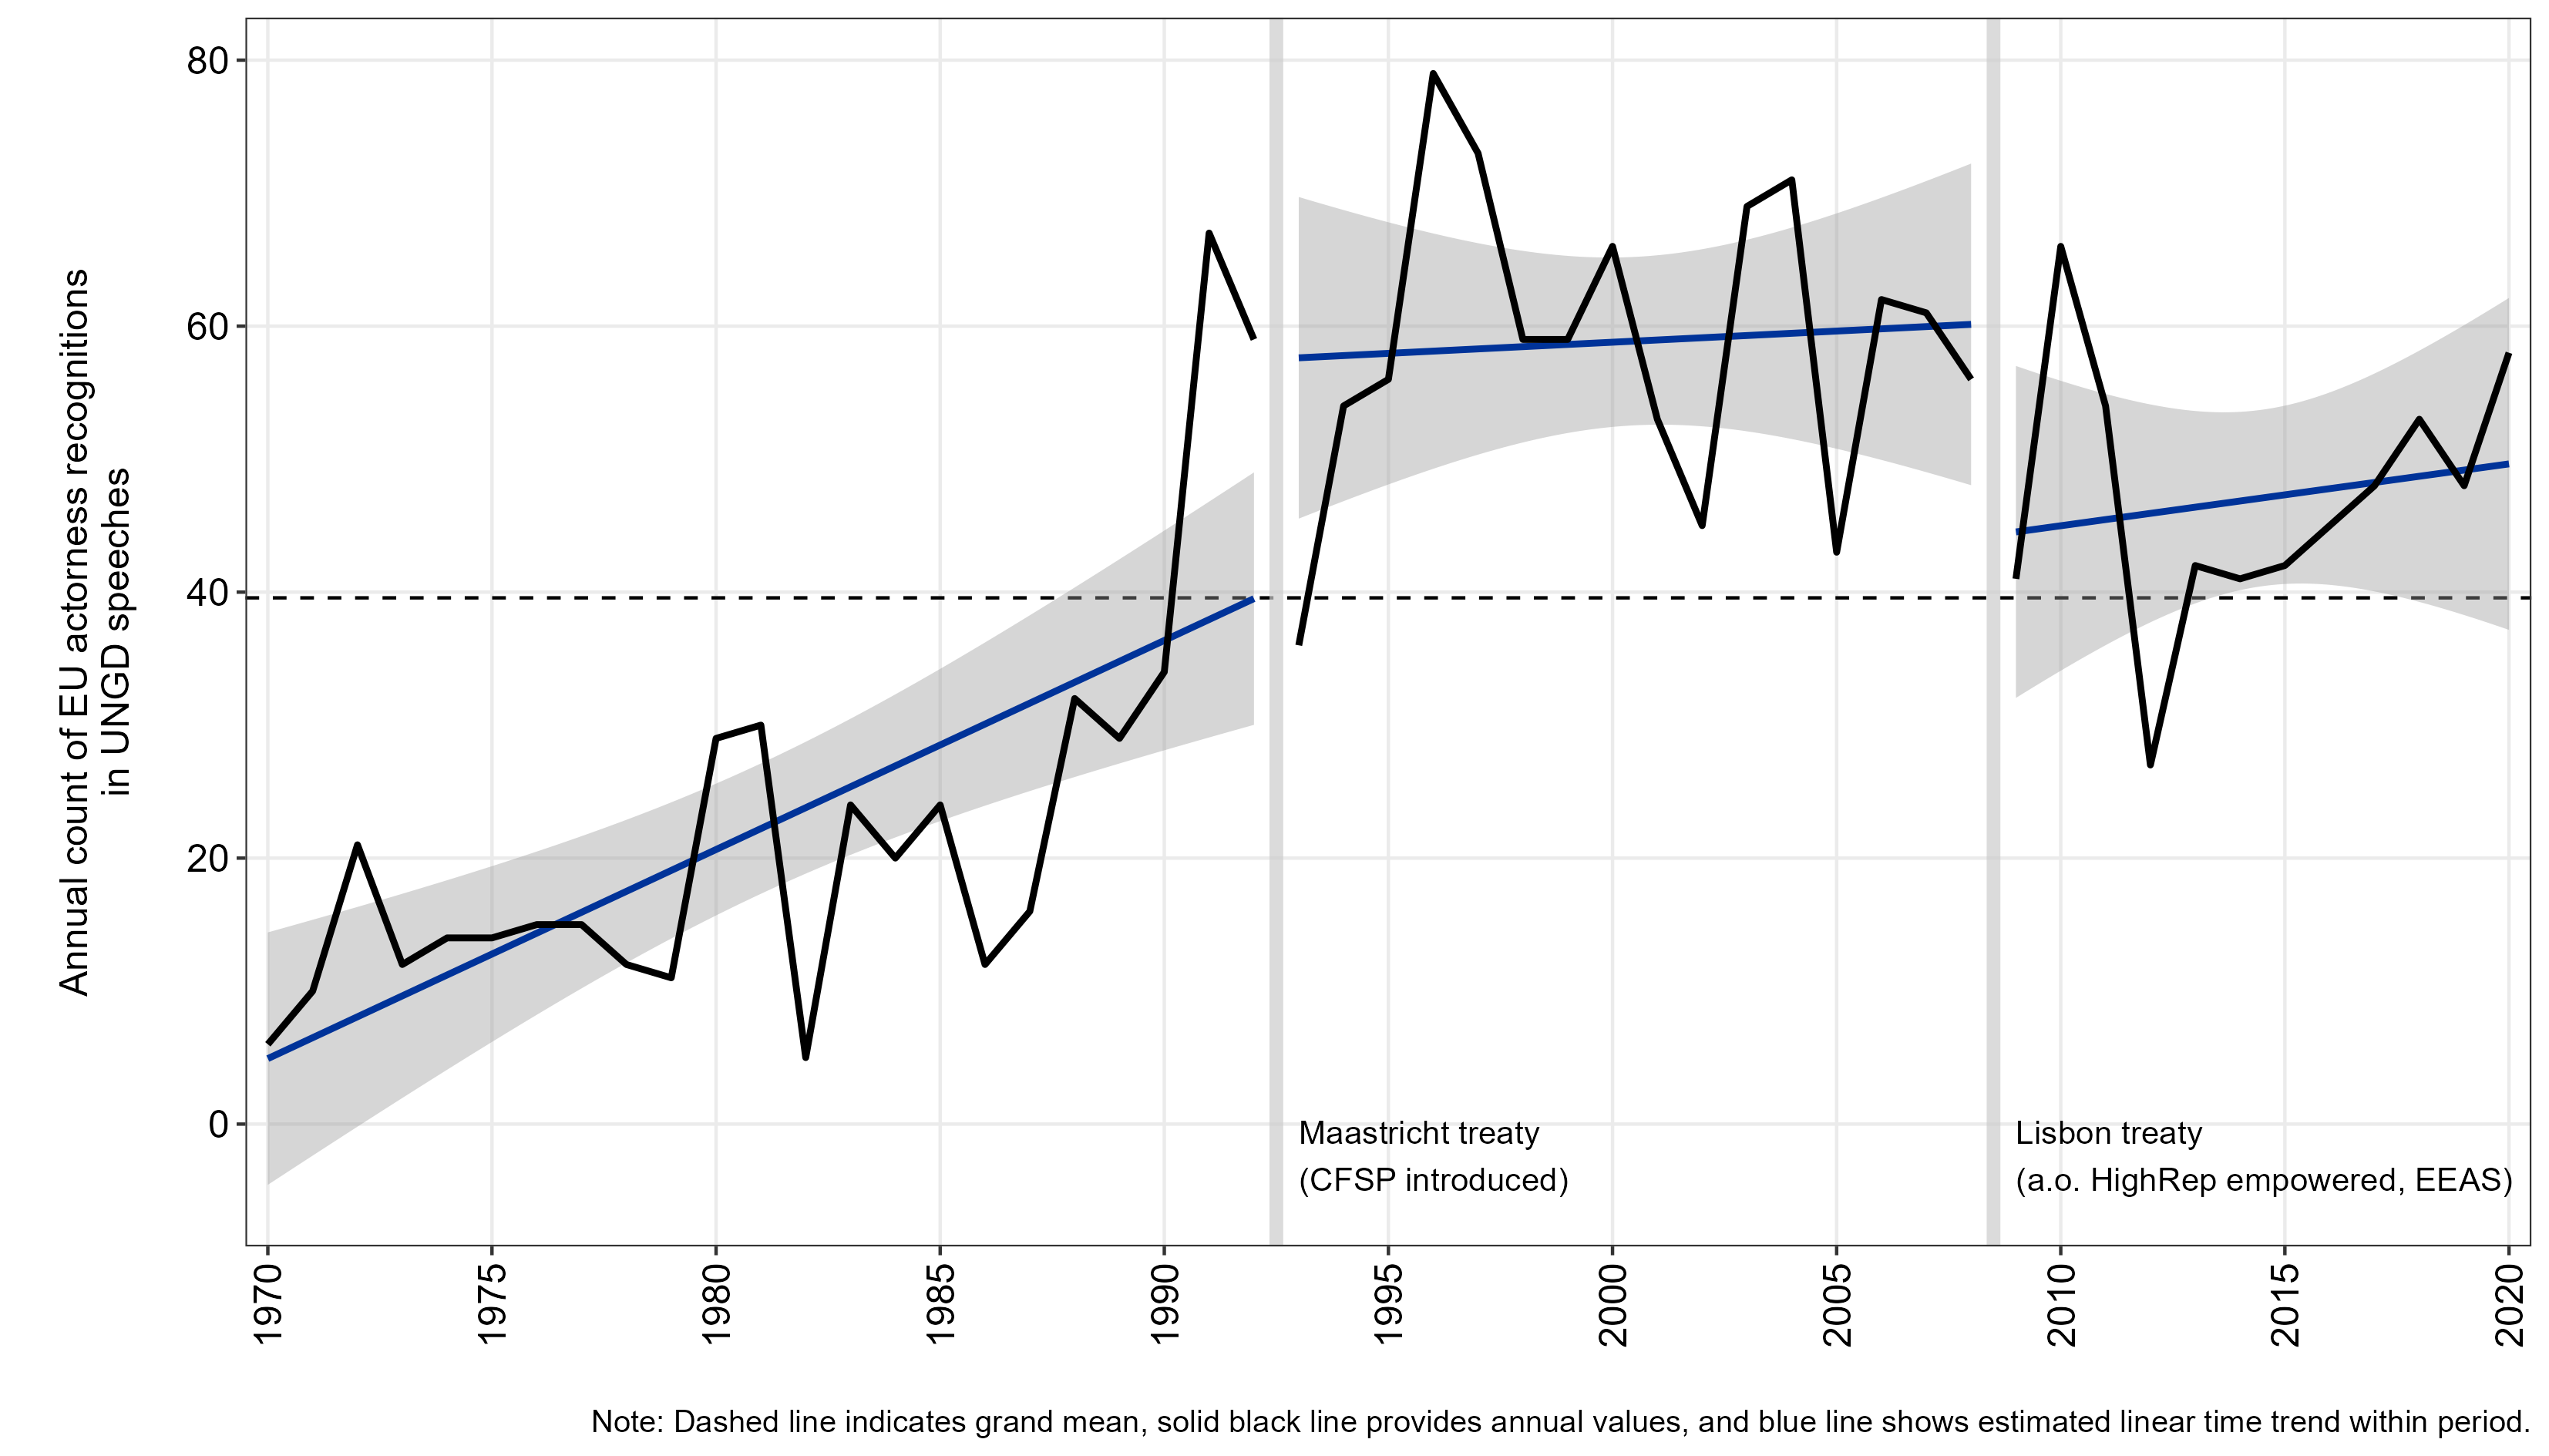 Annual count of EU actorness recognitions
in UNGD speeches
80
60
40
20
0
Maastricht treaty
(CFSP introduced)
Lisbon treaty
(a.o. HighRep empowered, EEAS)
1970
1975
1980
1985
1990
1995
2000
2005
2010
2015
2020
Note: Dashed line indicates grand mean, solid black line provides annual values, and blue line shows estimated linear time trend within period.